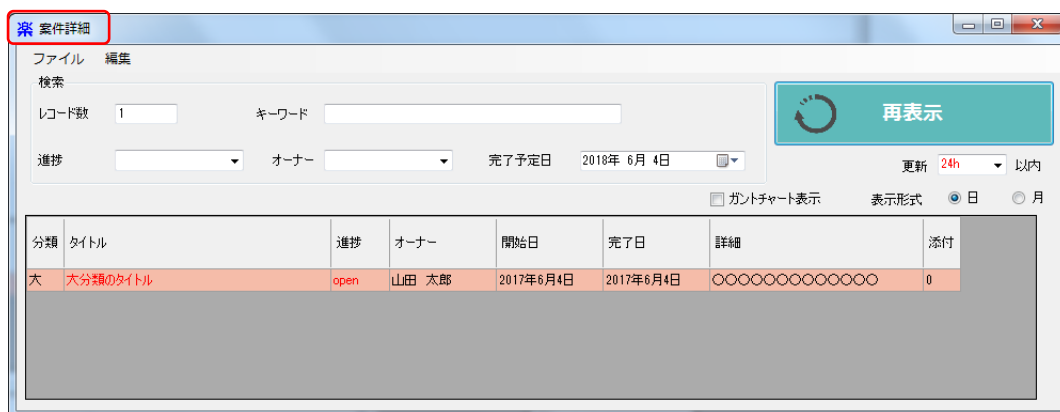 楽 案件詳細
ファイル 編集
検索
レコード数 1 キーワード
再表示
進捗 オーナー 完了予定日 2018年 6月 4日
更新 24h 以内
ガントチャート表示 表示形式 日 月
分類 タイトル 進捗 オーナー 開始日 完了日 詳細 添付
大 大分類のタイトル open 山田 太郎 2017年6月4日 2017年6月4日 〇〇〇〇〇〇〇〇〇〇〇〇〇 0